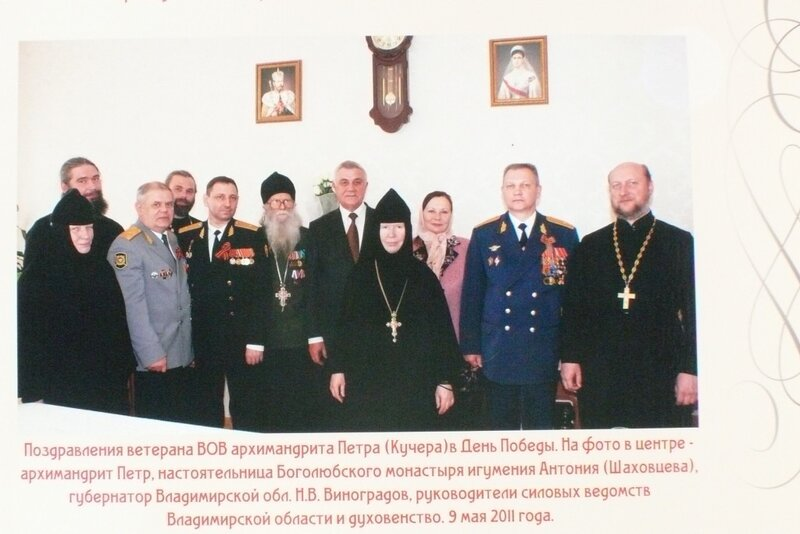 Поздравления ветерана ВОВ архимандрита Петра (Кучера)в День Победы. На фото в центре -
архимандрит Петр, настоятельница Боголюбского монастыря игумения Антония (Шаховцева),
губернатор Владимирской обл. Н.В. Виноградов, руководители силовых ведомств
Владимирской области и духовенство. 9 мая 2011 года.